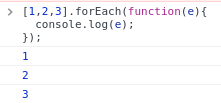 [1,2,3].forEach(function(e){
  console.log(e);
});
1
2
3